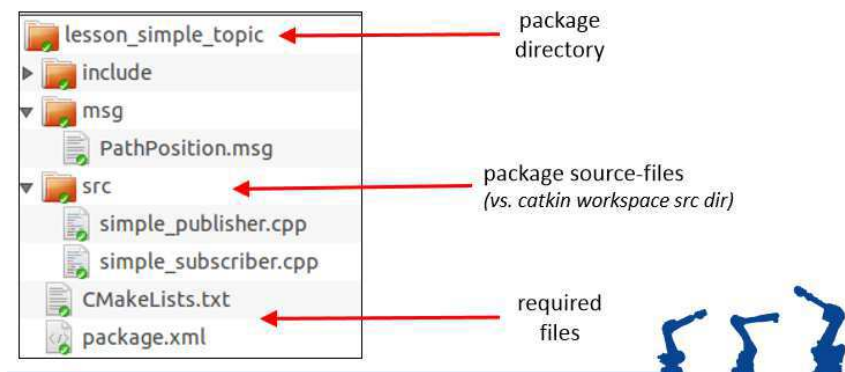 lesson_simple_topic
package
directory
include
msg
PathPosition.msg
src
package source-files
(vs. catkin workspace src dir)
simple_publisher.cpp
simple_subscriber.cpp
CMakeLists.txt
required
files
package.xml